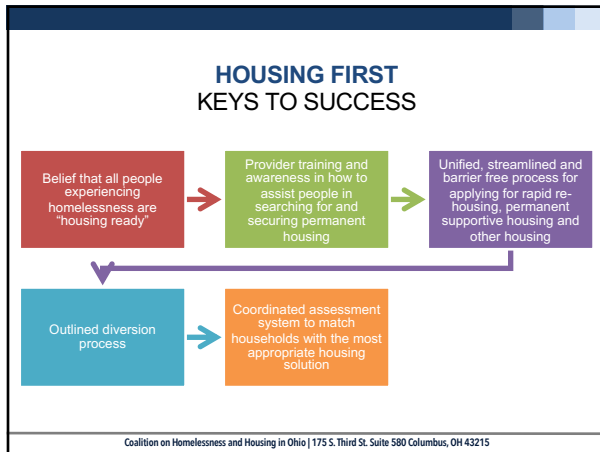 HOUSING FIRST
KEYS TO SUCCESS
Belief that all people
experiencing
homelessness are
“housing ready”
Provider training and
awareness in how to
assist people in
searching for and
securing permanent
housing
Unified, streamlined and
barrier free process for
applying for rapid re-
housing, permanent
supportive housing and
other housing
Outlined diversion
process
Coordinated assessment
system to match
households with the most
appropriate housing
solution
Coalition on Homelessness and Housing in Ohio | 175 S. Third St. Suite 580 Columbus, OH 43215